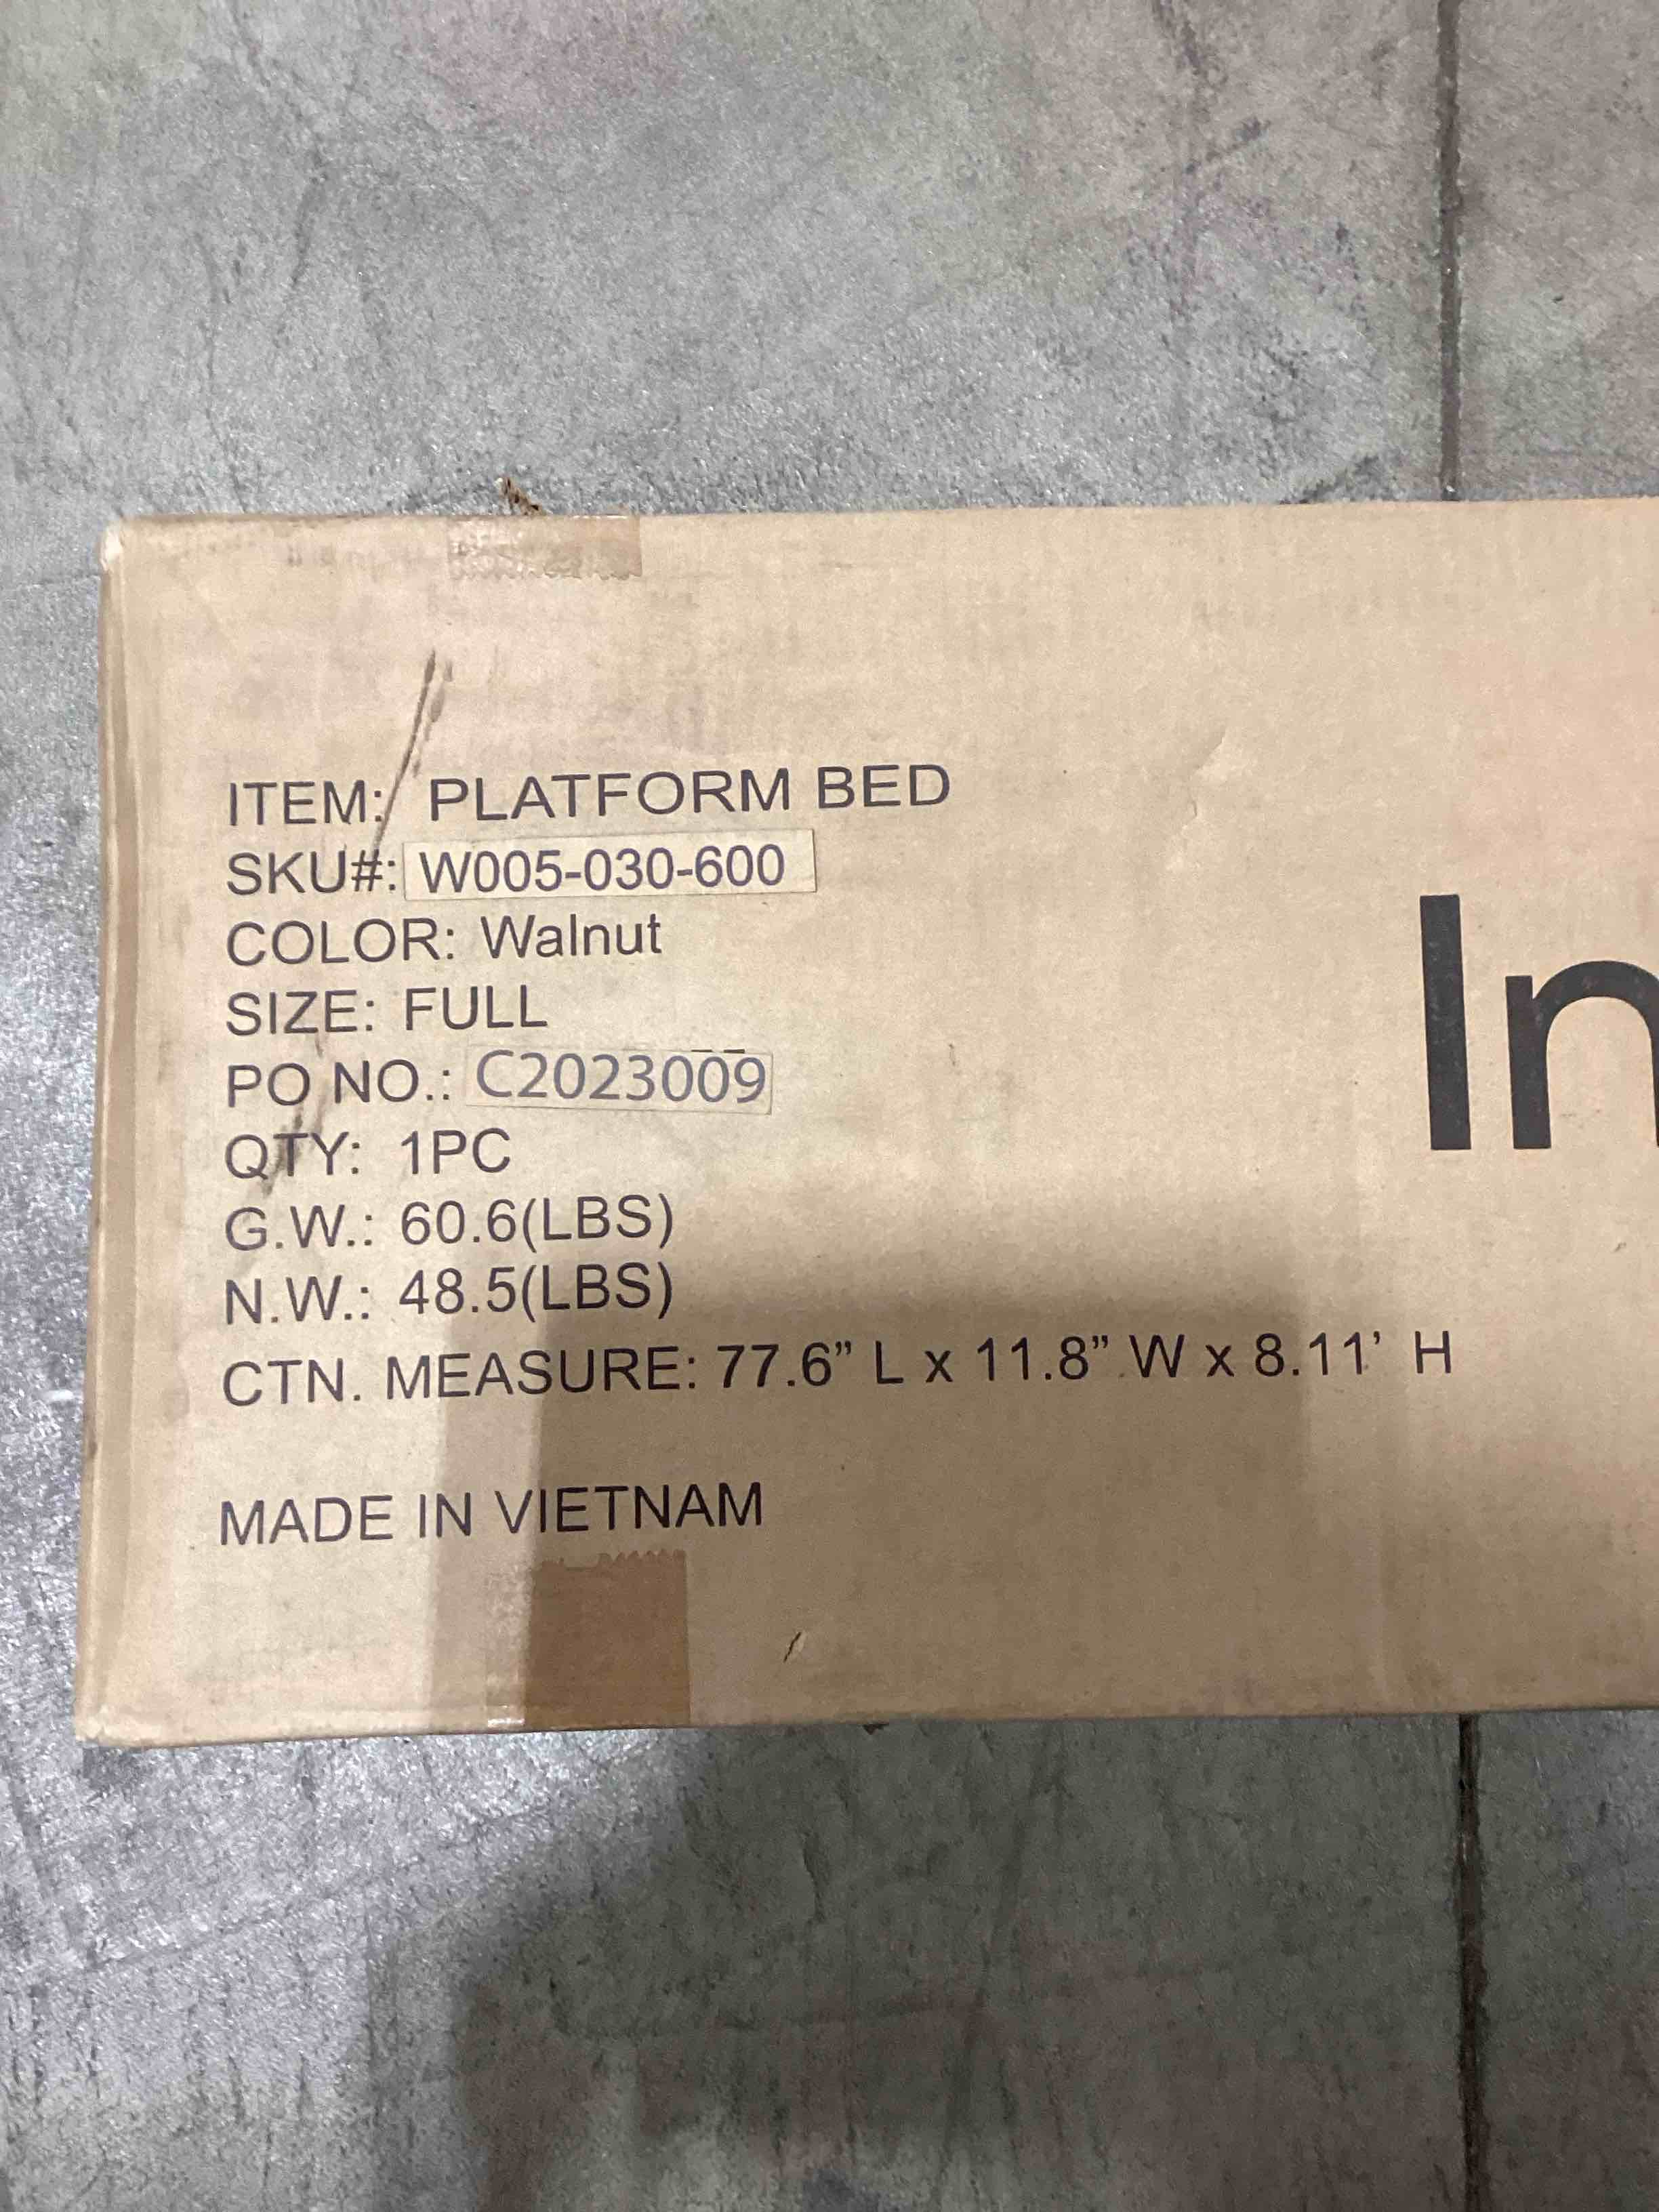 ITEM: PLATFORM BED
SKU#: W005-030-600
COLOR: Walnut
SIZE: FULL
PO NO.: C2023009
QTY: 1PC
G.W.: 60.6(LBS)
N.W.: 48.5(LBS)
CTN. MEASURE: 77.6” L x 11.8” W x 8.11’ H
MADE IN VIETNAM
In